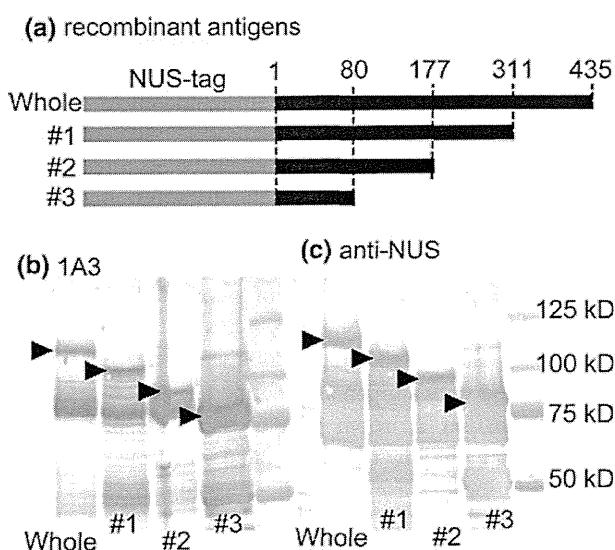 (a) recombinant antigens
NUS-tag 1 80 177 311 435
Whole
#1
#2
#3
(b) 1A3
(c) anti-NUS
125 kD
100 kD
75 kD
50 kD
Whole #1 #2 #3
Whole #1 #2 #3